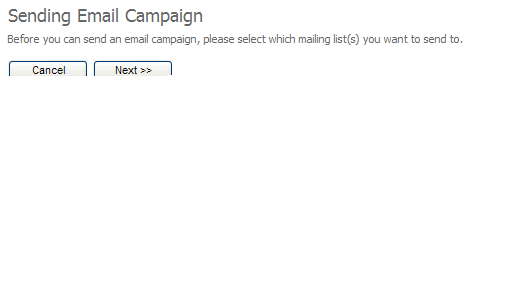 Sending Email Campaign
Before you can send an email campaign, please select which mailing list(s) you want to send to.
Cancel Next >>